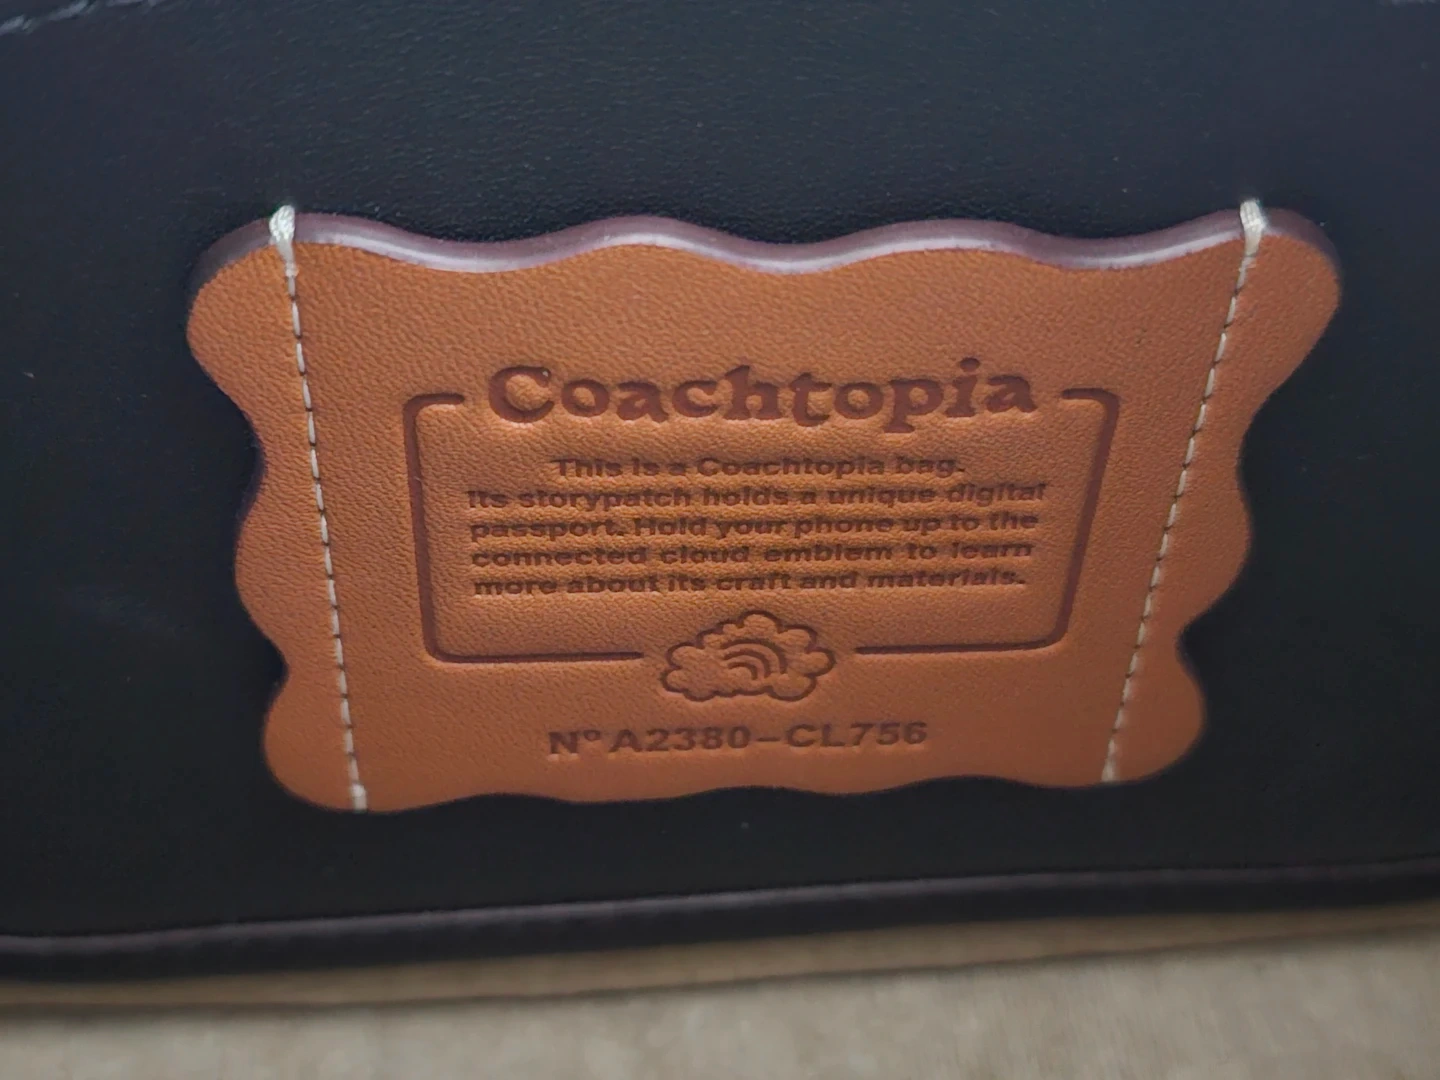 Coachtopia
This is a Coachtopia bag.
Its storypatch holds a unique digital
passport. Hold your phone up to the
connected cloud emblem to learn
more about its craft and materials.
Nº A2380-CL756